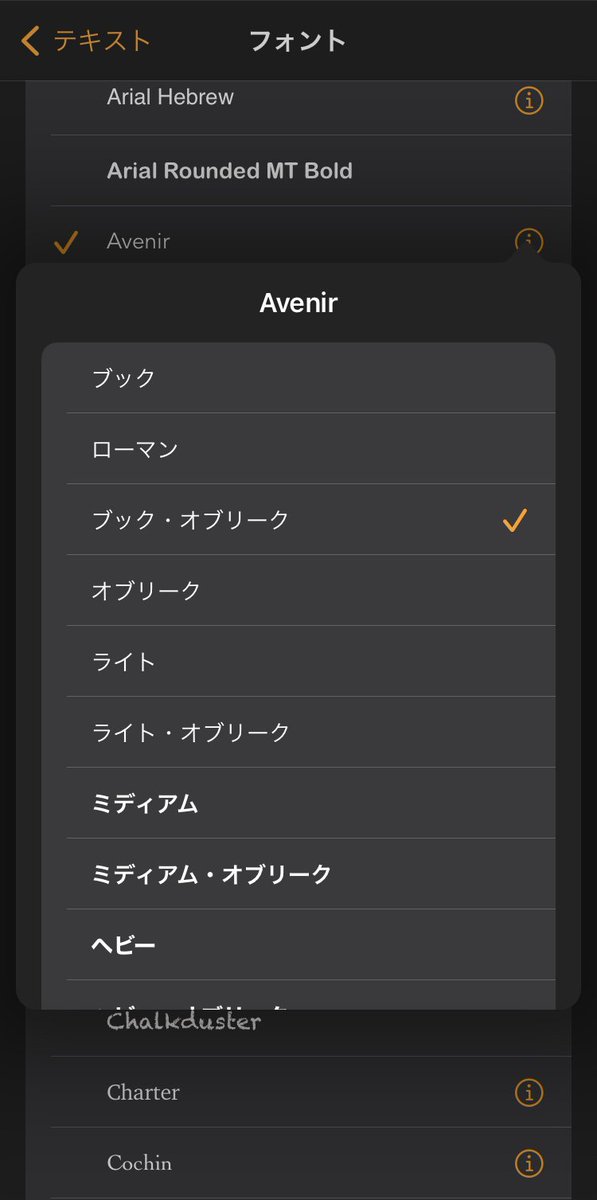 テキスト
フォント
Arial Hebrew
Arial Rounded MT Bold
Avenir
Avenir
ブック
ローマン
ブック・オブリーク
オブリーク
ライト
ライト・オブリーク
ミディアム
ミディアム・オブリーク
ヘビー
Chalkduster
Charter
Cochin